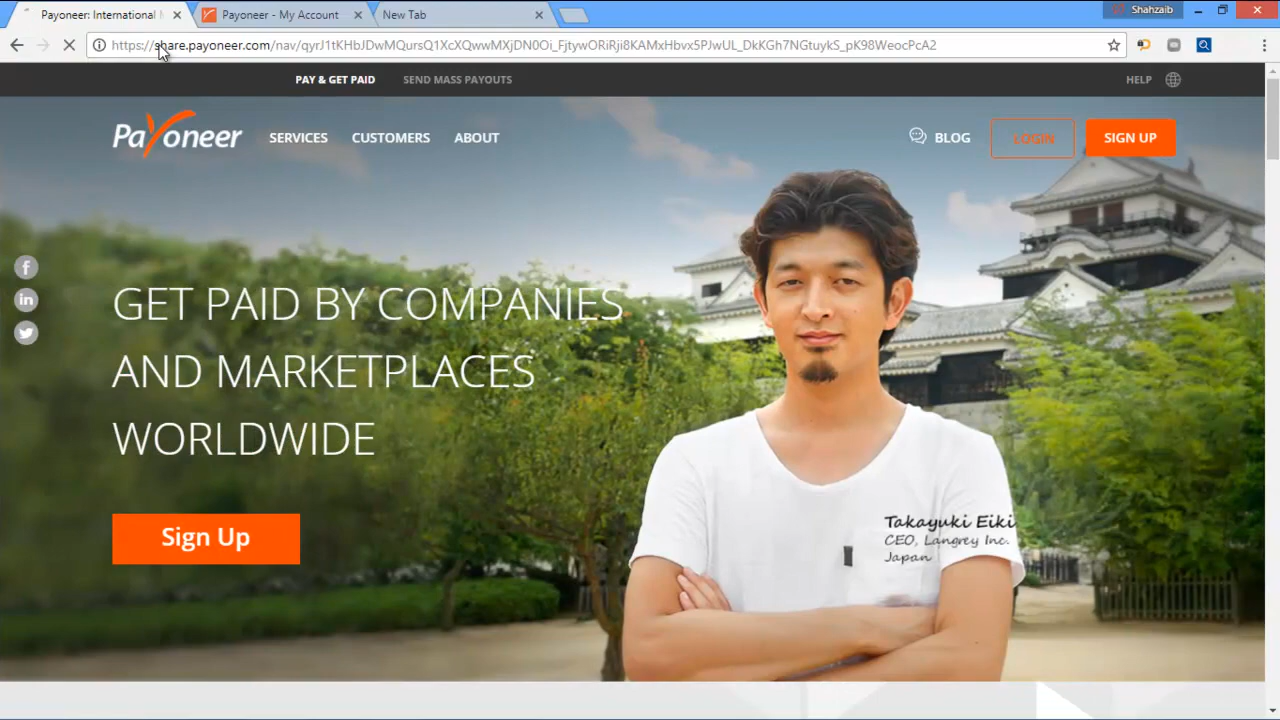 Payoneer: International
Payoneer - My Account
New Tab
Shahzaib
https://share.payoneer.com/nav/qyrJ1tKHbJDwMQursQ1XcXQwwMXjDN0Oi_FjtywORiRji8KAMxHbvx5PJwUL_DkKGh7NGtuykS_pK98WeocPcA2
PAY & GET PAID
SEND MASS PAYOUTS
HELP
Payoneer
SERVICES
CUSTOMERS
ABOUT
BLOG
LOGIN
SIGN UP
GET PAID BY COMPANIES
AND MARKETPLACES
WORLDWIDE
Sign Up
Takayuki Eiki
CEO, Langrey Inc.
Japan